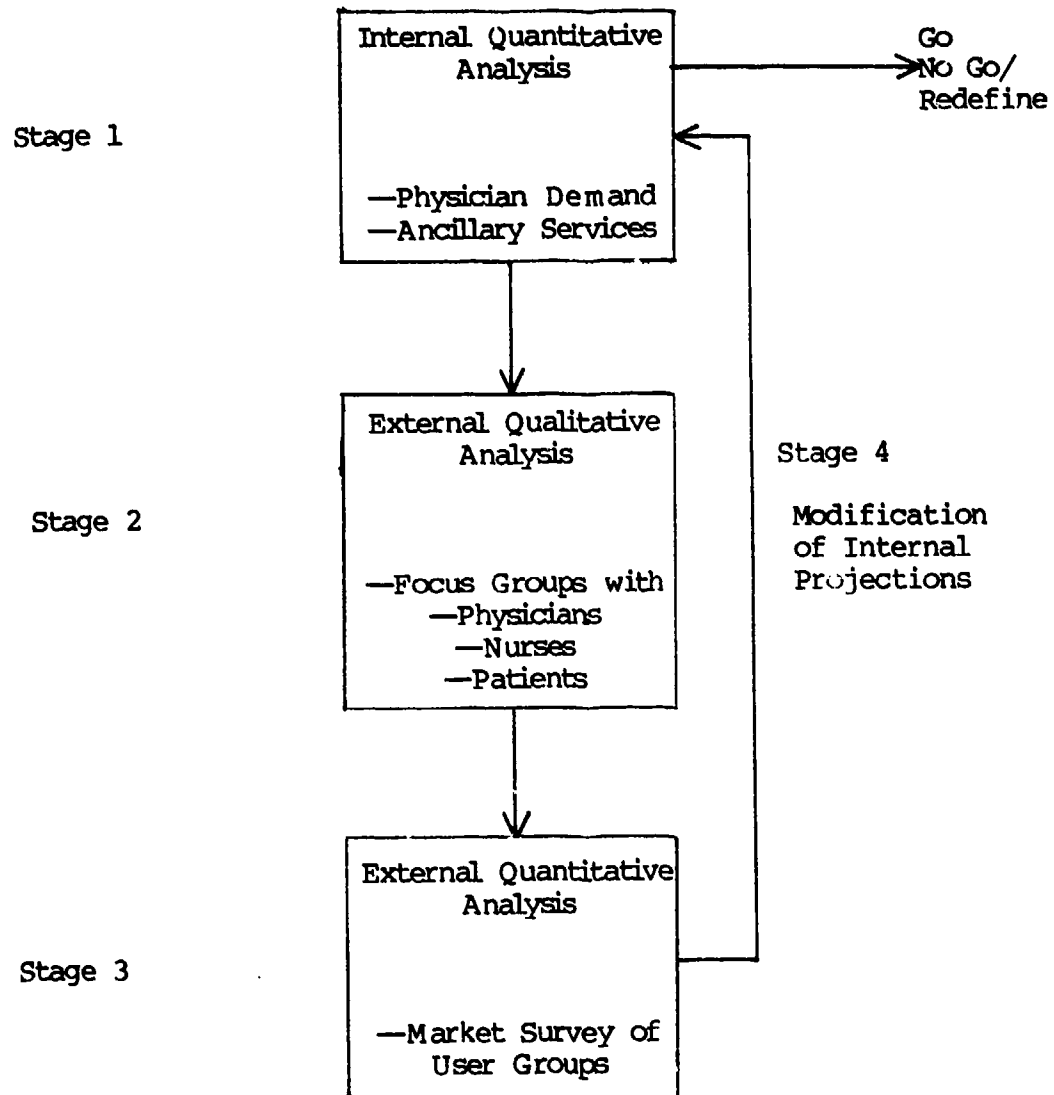 Internal Quantitative
Analysis
Go
No Go/
Redefine
Stage 1
—Physician Demand
—Ancillary Services
External Qualitative
Analysis
Stage 4
Stage 2
Modification
of Internal
Projections
—Focus Groups with
—Physicians
—Nurses
—Patients
External Quantitative
Analysis
Stage 3
—Market Survey of
User Groups